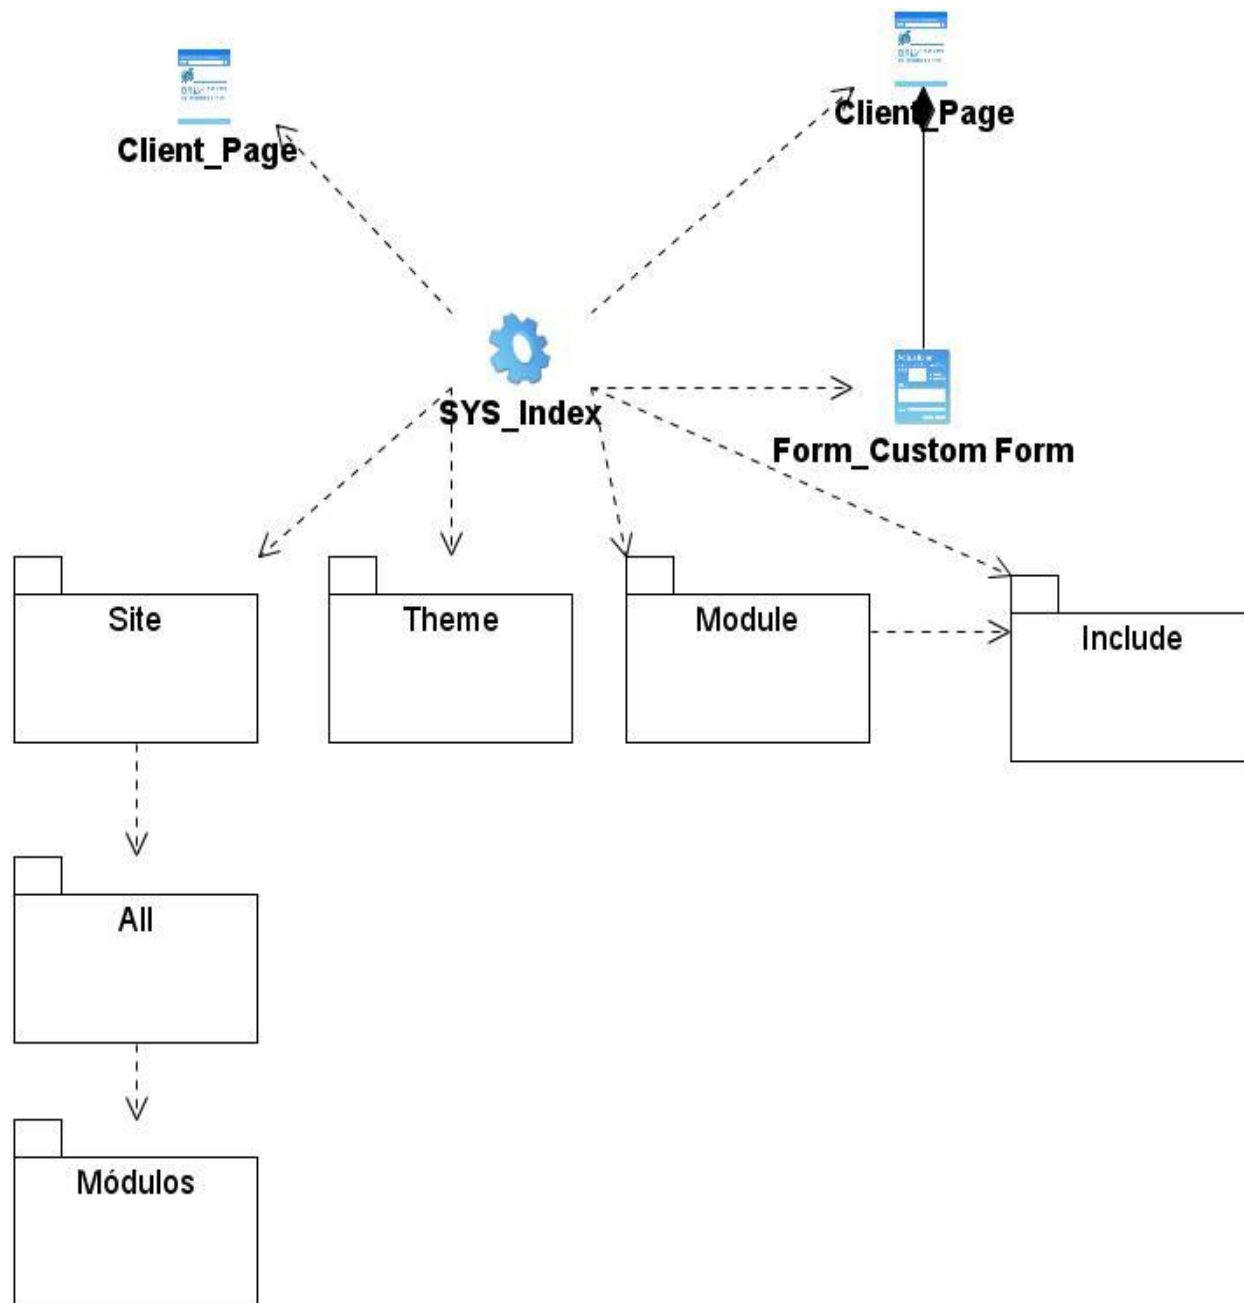 Client_Page
Client_Page
SYS_Index
Form_Custom Form
Site
Theme
Module
Include
All
Módulos